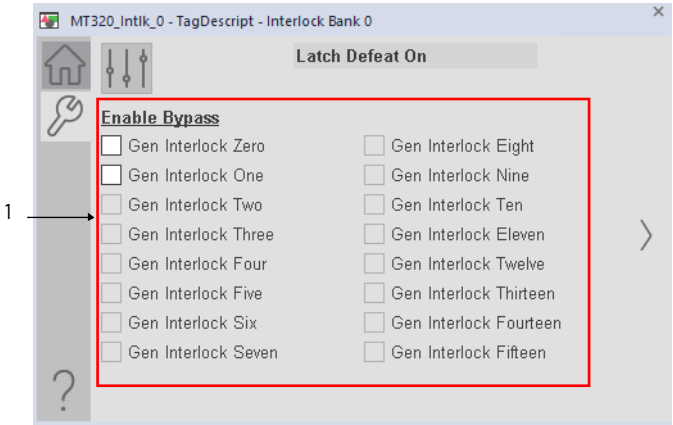 MT320_Intlk_0 - TagDescript - Interlock Bank 0
Latch Defeat On
Enable Bypass
Gen Interlock Zero
Gen Interlock One
Gen Interlock Two
Gen Interlock Three
Gen Interlock Four
Gen Interlock Five
Gen Interlock Six
Gen Interlock Seven
Gen Interlock Eight
Gen Interlock Nine
Gen Interlock Ten
Gen Interlock Eleven
Gen Interlock Twelve
Gen Interlock Thirteen
Gen Interlock Fourteen
Gen Interlock Fifteen
1
?